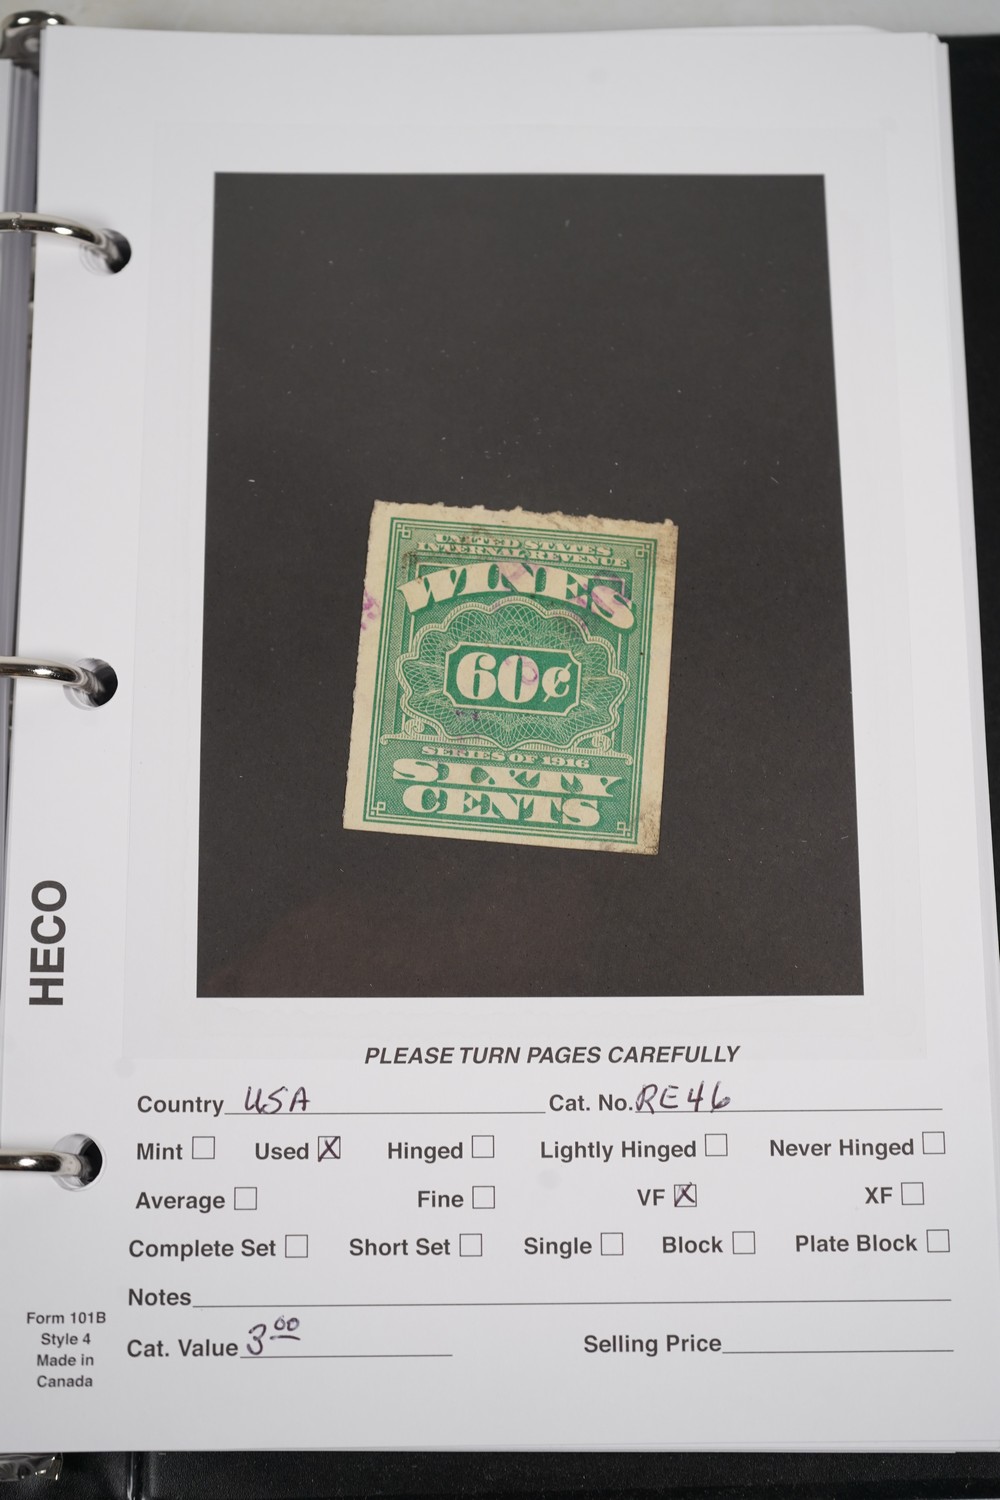 UNITED STATES
INTERNAL REVENUE
WINES
60¢
SERIES OF 1916
SIXTY
CENTS
HECO
PLEASE TURN PAGES CAREFULLY
Country USA Cat. No. RE46
Mint Used X Hinged Lightly Hinged Never Hinged
Average Fine VF X XF
Complete Set Short Set Single Block Plate Block
Notes
Cat. Value 3.00 Selling Price
Form 101B
Style 4
Made in
Canada